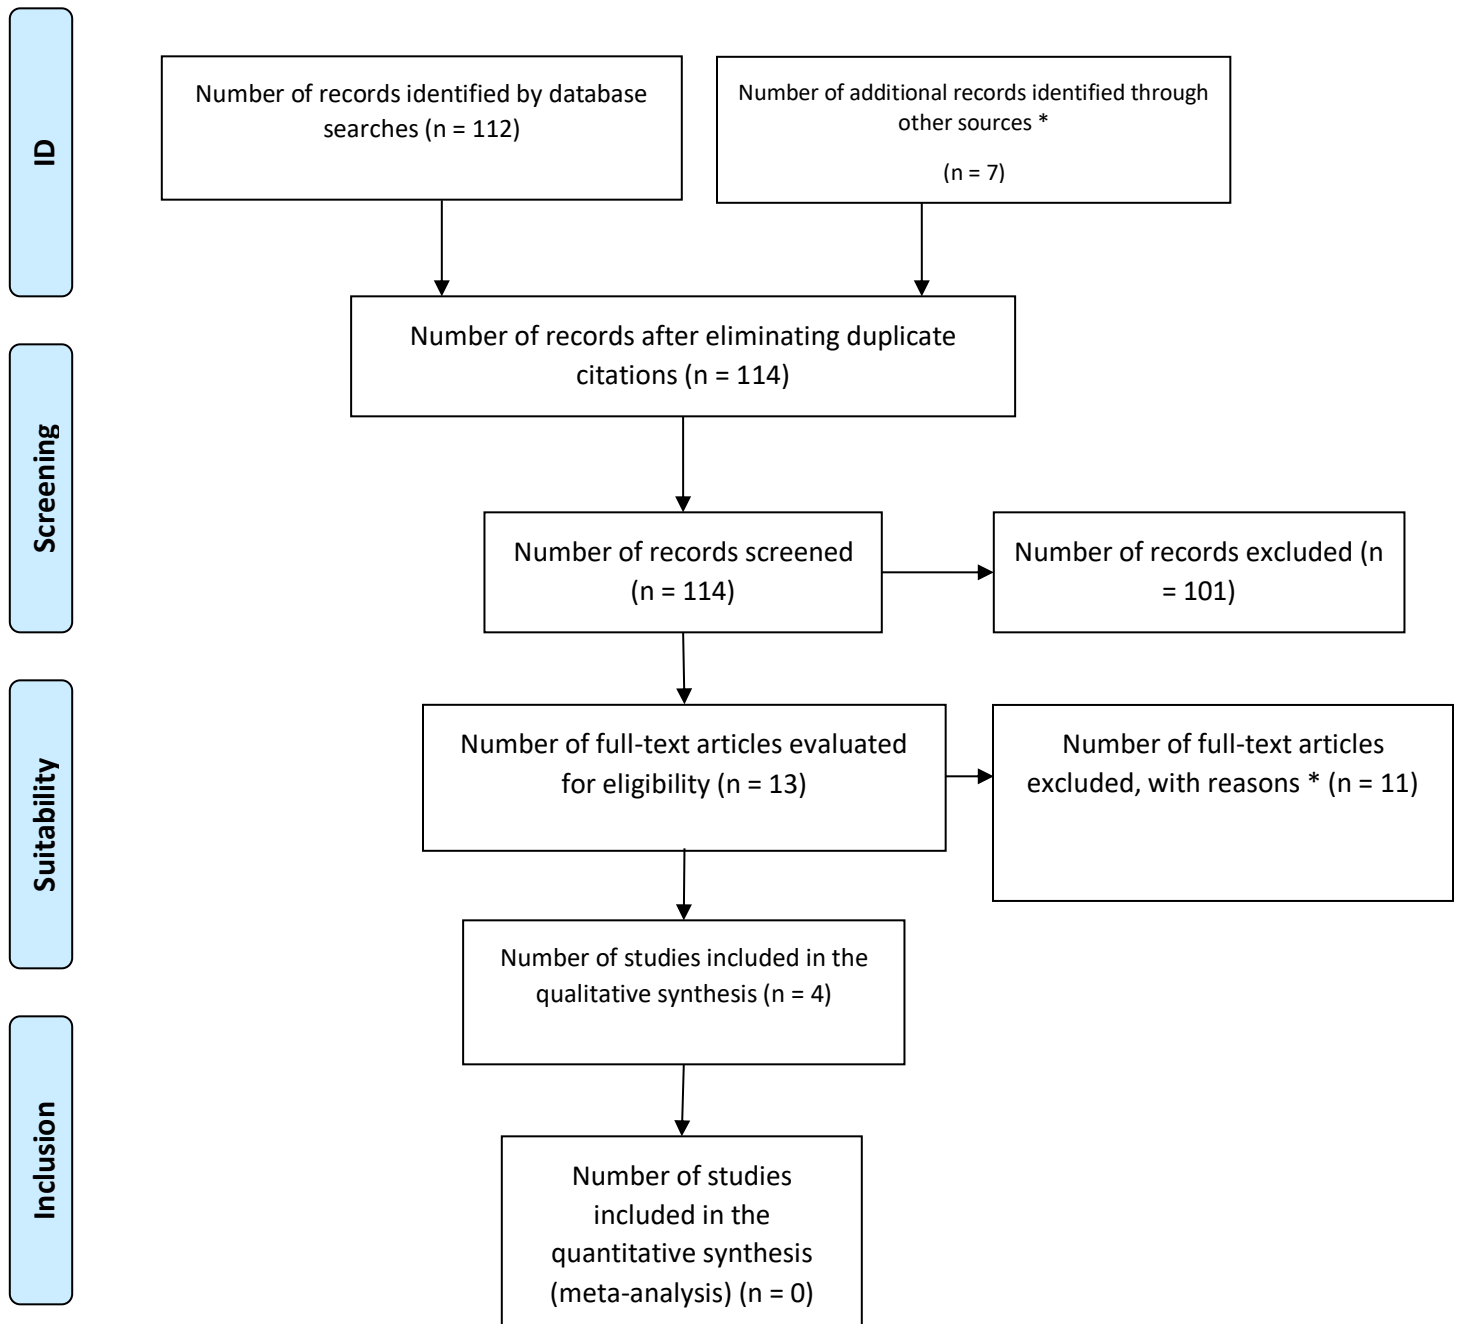 ID
Number of records identified by database
searches (n = 112)
Number of additional records identified through
other sources *
(n = 7)
Number of records after eliminating duplicate
citations (n = 114)
Screening
Number of records screened
(n = 114)
Number of records excluded (n
= 101)
Suitability
Number of full-text articles evaluated
for eligibility (n = 13)
Number of full-text articles
excluded, with reasons * (n = 11)
Number of studies included in the
qualitative synthesis (n = 4)
Inclusion
Number of studies
included in the
quantitative synthesis
(meta-analysis) (n = 0)